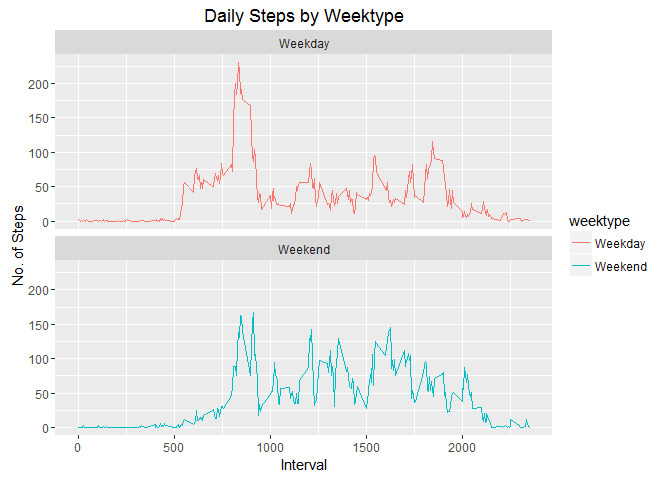 Daily Steps by Weektype
Weekday
200
150
100
50
0
Weekend
200
150
100
50
0
0 500 1000 1500 2000
Interval
No. of Steps
weektype
Weekday
Weekend